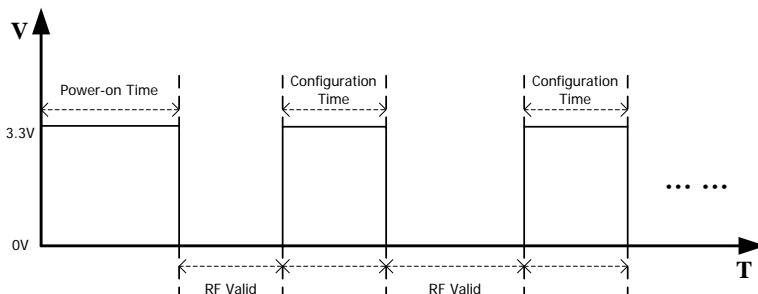 V
Power-on Time
Configuration
Time
Configuration
Time
3.3V
... ...
0V
T
RF Valid
RF Valid